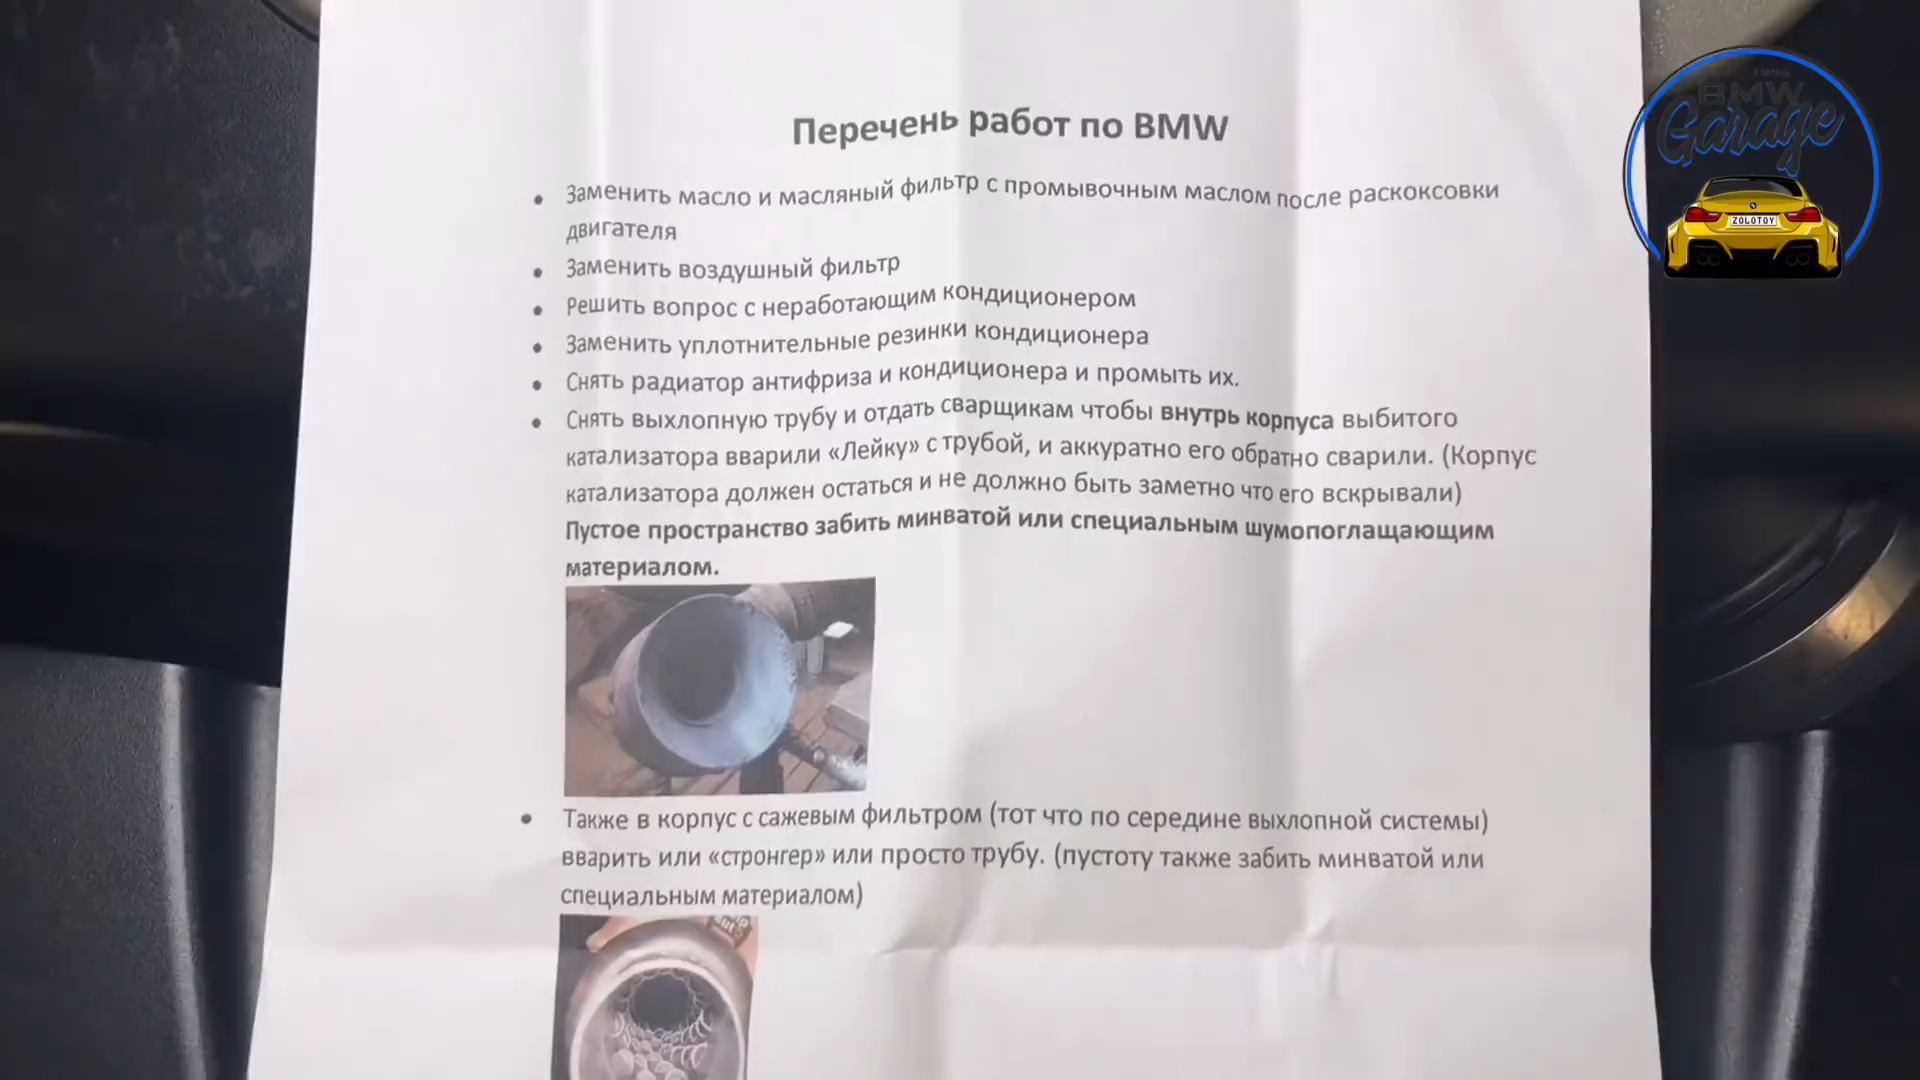 Перечень работ по BMW
BMW
Garage
ZOLOTOY
• Заменить масло и масляный фильтр с промывочным маслом после раскоксовки
двигателя
• Заменить воздушный фильтр
• Решить вопрос с неработающим кондиционером
• Заменить уплотнительные резинки кондиционера
• Снять радиатор антифриза и кондиционера и промыть их.
• Снять выхлопную трубу и отдать сварщикам чтобы внутрь корпуса выбитого
катализатора вварили «Лейку» с трубой, и аккуратно его обратно сварили. (Корпус
катализатора должен остаться и не должно быть заметно что его вскрывали)
Пустое пространство забить минватой или специальным шумопоглащающим
материалом.
• Также в корпус с сажевым фильтром (тот что по середине выхлопной системы)
вварить или «стронгер» или просто трубу. (пустоту также забить минватой или
специальным материалом)